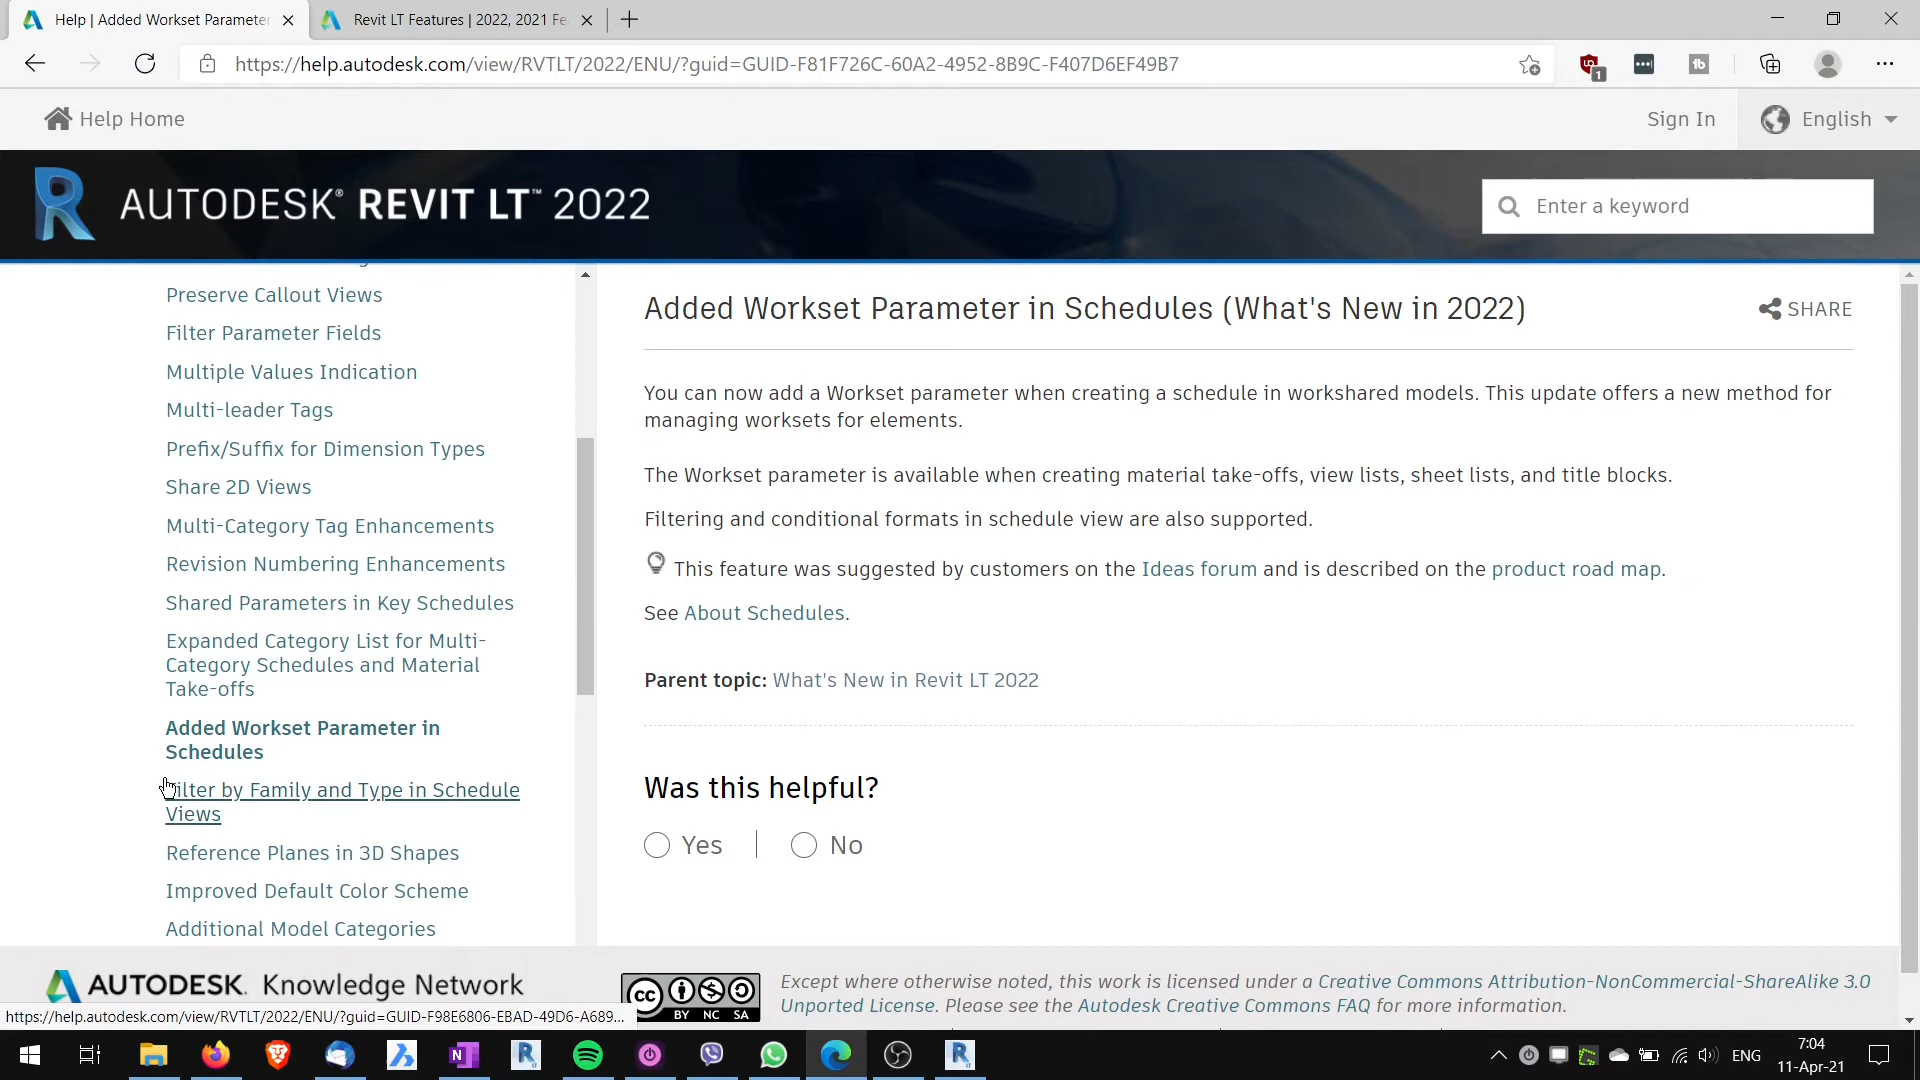 Help | Added Workset Parameter
Revit LT Features | 2022, 2021 Fe
https://help.autodesk.com/view/RVTLT/2022/ENU/?guid=GUID-F81F726C-60A2-4952-8B9C-F407D6EF49B7
1
Help Home
Sign In
English
AUTODESK® REVIT LT™ 2022
Enter a keyword
Preserve Callout Views
Filter Parameter Fields
Multiple Values Indication
Multi-leader Tags
Prefix/Suffix for Dimension Types
Share 2D Views
Multi-Category Tag Enhancements
Revision Numbering Enhancements
Shared Parameters in Key Schedules
Expanded Category List for Multi-
Category Schedules and Material
Take-offs
Added Workset Parameter in
Schedules
Filter by Family and Type in Schedule
Views
Reference Planes in 3D Shapes
Improved Default Color Scheme
Additional Model Categories
Added Workset Parameter in Schedules (What's New in 2022)
SHARE
You can now add a Workset parameter when creating a schedule in workshared models. This update offers a new method for
managing worksets for elements.
The Workset parameter is available when creating material take-offs, view lists, sheet lists, and title blocks.
Filtering and conditional formats in schedule view are also supported.
This feature was suggested by customers on the Ideas forum and is described on the product road map.
See About Schedules.
Parent topic: What's New in Revit LT 2022
Was this helpful?
Yes
No
AUTODESK. Knowledge Network
cc
BY NC SA
Except where otherwise noted, this work is licensed under a Creative Commons Attribution-NonCommercial-ShareAlike 3.0
Unported License. Please see the Autodesk Creative Commons FAQ for more information.
https://help.autodesk.com/view/RVTLT/2022/ENU/?guid=GUID-F98E6806-EBAD-49D6-A689...
ENG
7:04
11-Apr-21